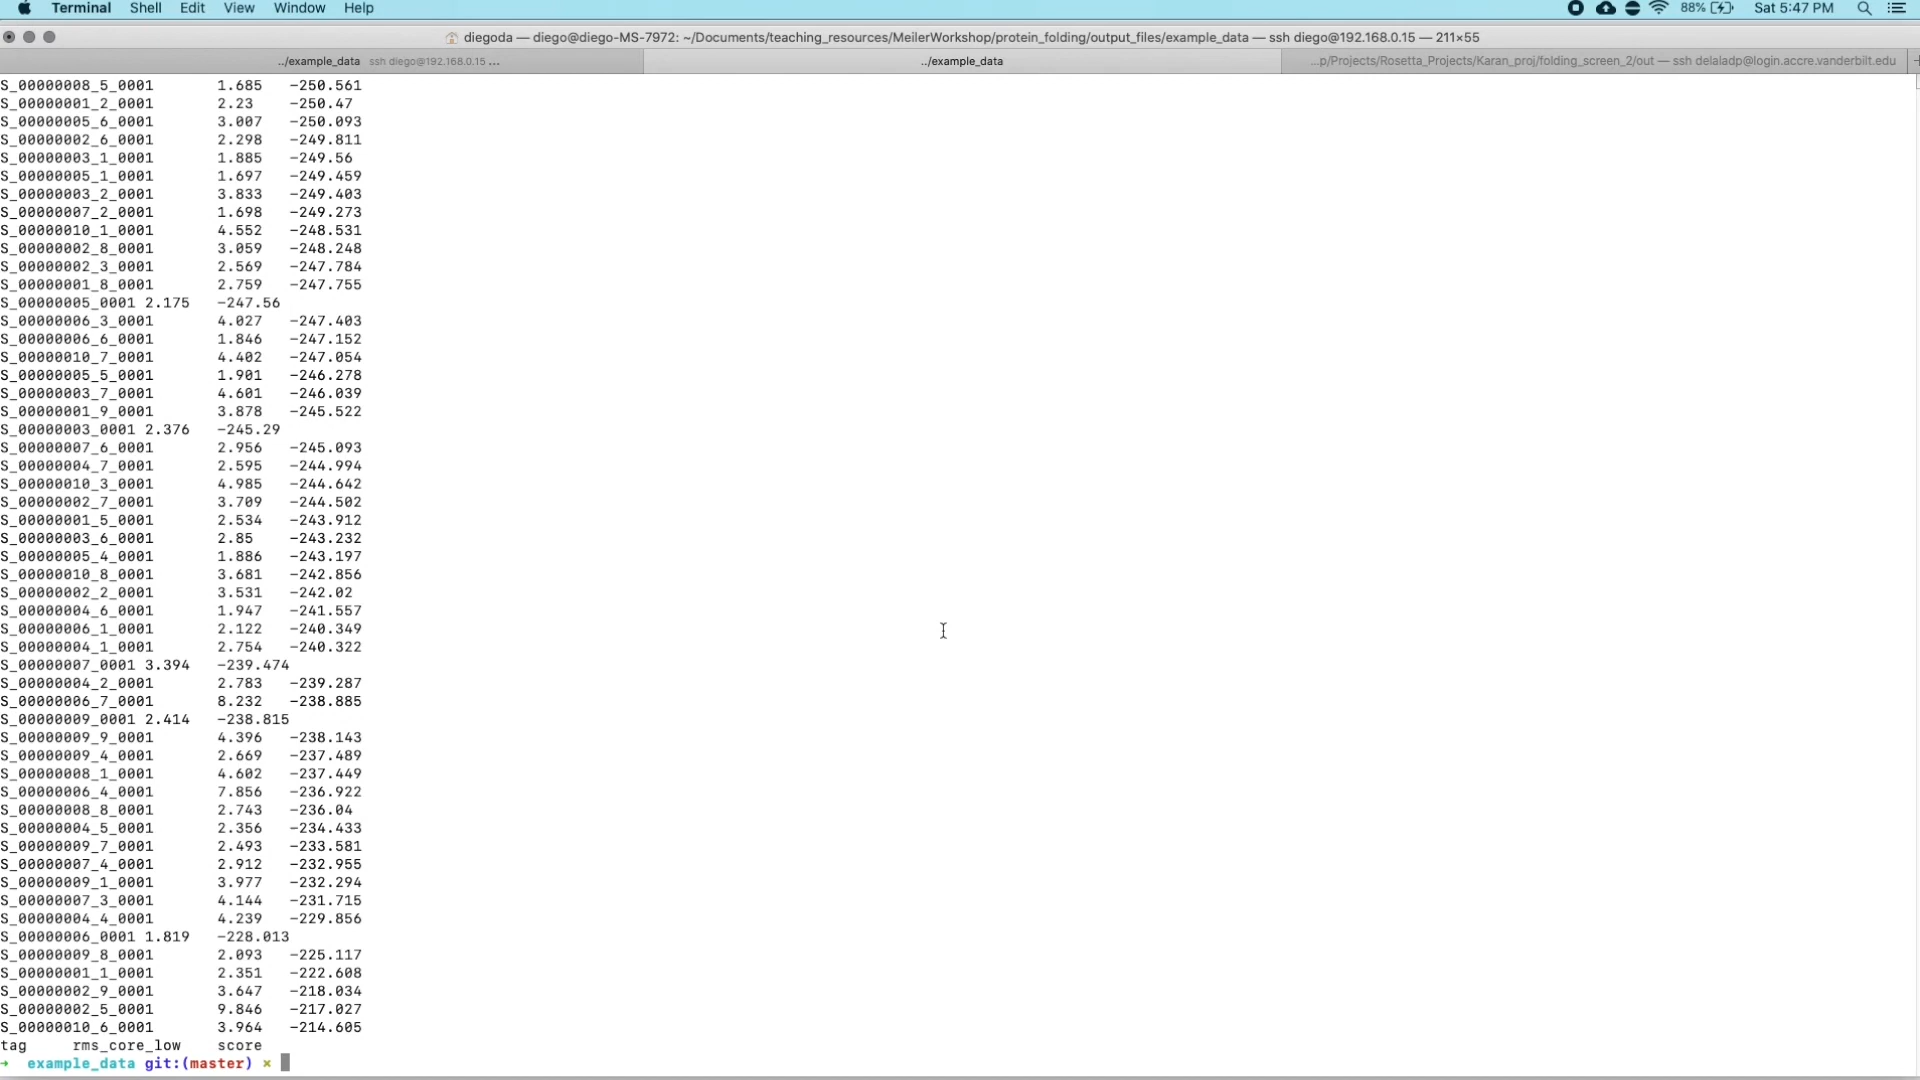 Terminal Shell Edit View Window Help 88% Sat 5:47 PM
diegoda — diego@diego-MS-7972: ~/Documents/teaching_resources/MeilerWorkshop/protein_folding/output_files/example_data — ssh diego@192.168.0.15 — 211×55
../example_data ssh diego@192.168.0.15 ... ../example_data ...p/Projects/Rosetta_Projects/Karan_proj/folding_screen_2/out — ssh delaladp@login.accre.vanderbilt.edu
S_00000008_5_0001 1.685 -250.561
S_00000001_2_0001 2.23 -250.47
S_00000005_6_0001 3.007 -250.093
S_00000002_6_0001 2.298 -249.811
S_00000003_1_0001 1.885 -249.56
S_00000005_1_0001 1.697 -249.459
S_00000003_2_0001 3.833 -249.403
S_00000007_2_0001 1.698 -249.273
S_00000010_1_0001 4.552 -248.531
S_00000002_8_0001 3.059 -248.248
S_00000002_3_0001 2.569 -247.784
S_00000001_8_0001 2.759 -247.755
S_00000005_0001 2.175 -247.56
S_00000006_3_0001 4.027 -247.403
S_00000006_6_0001 1.846 -247.152
S_00000010_7_0001 4.402 -247.054
S_00000005_5_0001 1.901 -246.278
S_00000003_7_0001 4.601 -246.039
S_00000001_9_0001 3.878 -245.522
S_00000003_0001 2.376 -245.29
S_00000007_6_0001 2.956 -245.093
S_00000004_7_0001 2.595 -244.994
S_00000010_3_0001 4.985 -244.642
S_00000002_7_0001 3.709 -244.502
S_00000001_5_0001 2.534 -243.912
S_00000003_6_0001 2.85 -243.232
S_00000005_4_0001 1.886 -243.197
S_00000010_8_0001 3.681 -242.856
S_00000002_2_0001 3.531 -242.02
S_00000004_6_0001 1.947 -241.557
S_00000006_1_0001 2.122 -240.349
S_00000004_1_0001 2.754 -240.322
S_00000007_0001 3.394 -239.474
S_00000004_2_0001 2.783 -239.287
S_00000006_7_0001 8.232 -238.885
S_00000009_0001 2.414 -238.815
S_00000009_9_0001 4.396 -238.143
S_00000009_4_0001 2.669 -237.489
S_00000008_1_0001 4.602 -237.449
S_00000006_4_0001 7.856 -236.922
S_00000008_8_0001 2.743 -236.04
S_00000004_5_0001 2.356 -234.433
S_00000009_7_0001 2.493 -233.581
S_00000007_4_0001 2.912 -232.955
S_00000009_1_0001 3.977 -232.294
S_00000007_3_0001 4.144 -231.715
S_00000004_4_0001 4.239 -229.856
S_00000006_0001 1.819 -228.013
S_00000009_8_0001 2.093 -225.117
S_00000001_1_0001 2.351 -222.608
S_00000002_9_0001 3.647 -218.034
S_00000002_5_0001 9.846 -217.027
S_00000010_6_0001 3.964 -214.605
tag rms_core_low score
→ example_data git:(master) ×